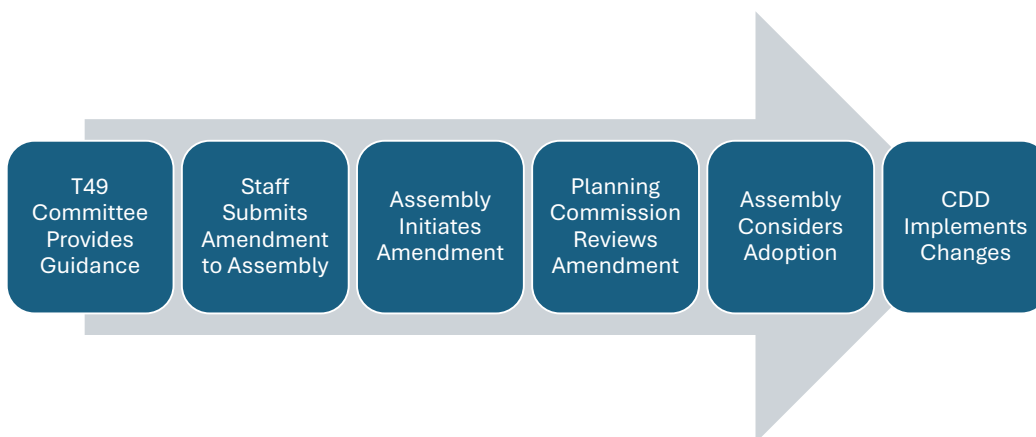 T49
Committee
Provides
Guidance
Staff
Submits
Amendment
to Assembly
Assembly
Initiates
Amendment
Planning
Commission
Reviews
Amendment
Assembly
Considers
Adoption
CDD
Implements
Changes